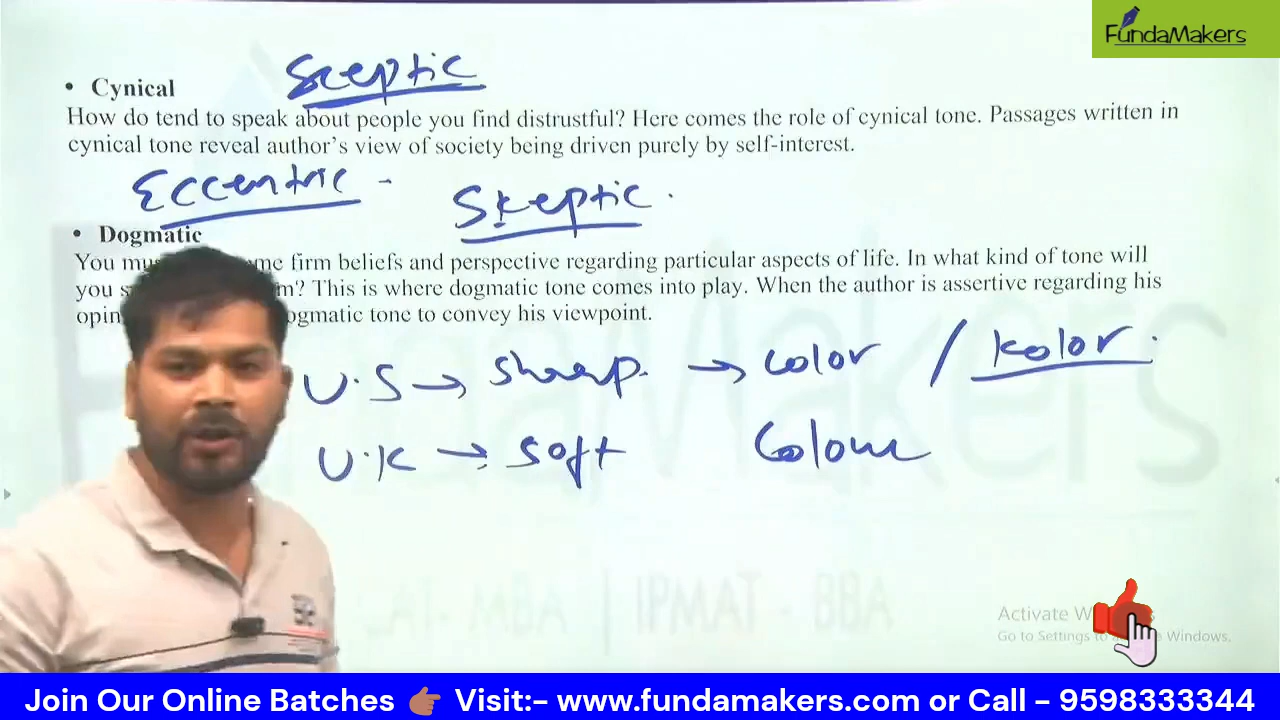 FundaMakers
Sceptic
• Cynical
How do tend to speak about people you find distrustful? Here comes the role of cynical tone. Passages written in
cynical tone reveal author's view of society being driven purely by self-interest.
Eccentric -
Skeptic.
• Dogmatic
You me firm beliefs and perspective regarding particular aspects of life. In what kind of tone will
you This is where dogmatic tone comes into play. When the author is assertive regarding his
dogmatic tone to convey his viewpoint.
U.S → sharp. → color / kolor.
U.K → soft Colour
FundaMakers
MBA | IPMAT - BBA
Activate
Go to Settings to Windows.
Join Our Online Batches Visit:- www.fundamakers.com or Call - 9598333344